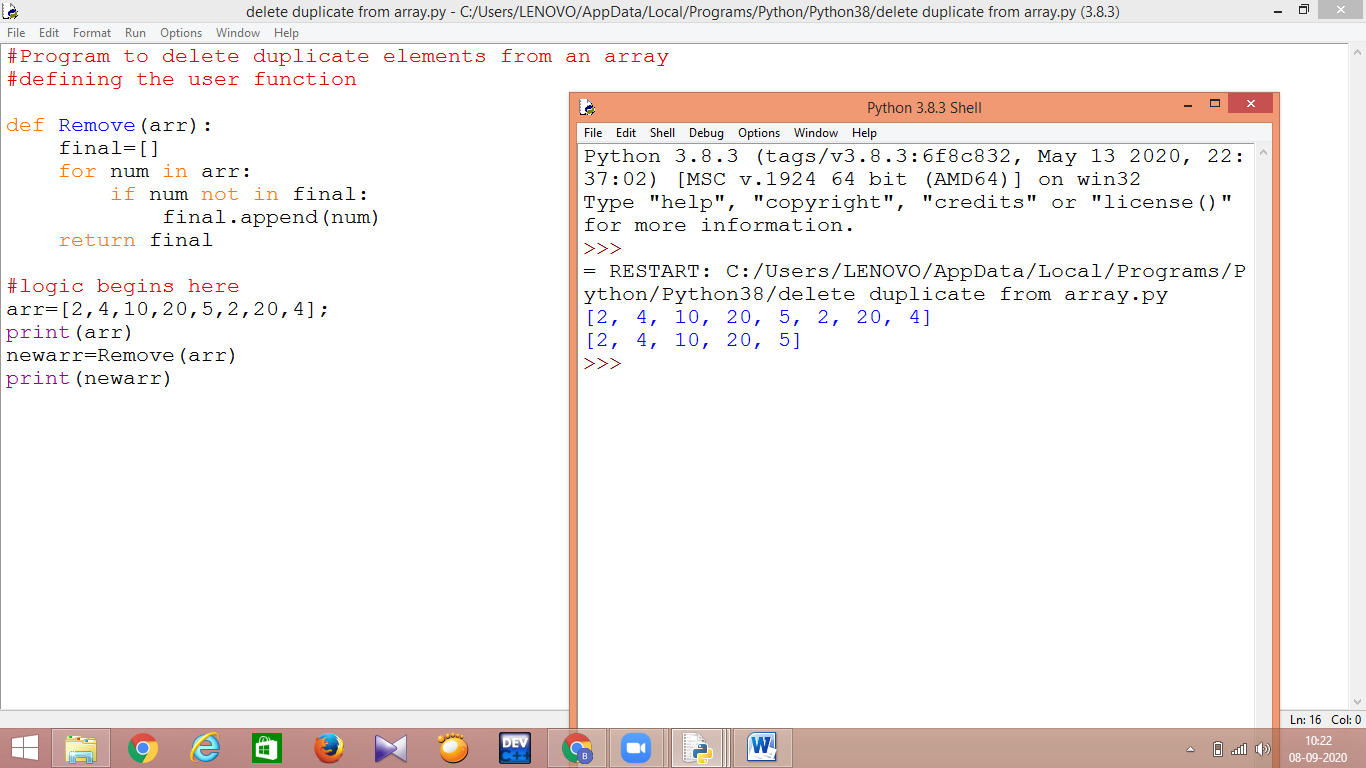 delete duplicate from array.py - C:/Users/LENOVO/AppData/Local/Programs/Python/Python38/delete duplicate from array.py (3.8.3)
File Edit Format Run Options Window Help
#Program to delete duplicate elements from an array
#defining the user function
def Remove(arr):
    final=[]
    for num in arr:
        if num not in final:
            final.append(num)
    return final
#logic begins here
arr=[2,4,10,20,5,2,20,4];
print(arr)
newarr=Remove(arr)
print(newarr)
Python 3.8.3 Shell
File Edit Shell Debug Options Window Help
Python 3.8.3 (tags/v3.8.3:6f8c832, May 13 2020, 22:
37:02) [MSC v.1924 64 bit (AMD64)] on win32
Type "help", "copyright", "credits" or "license()"
for more information.
>>>
= RESTART: C:/Users/LENOVO/AppData/Local/Programs/P
ython/Python38/delete duplicate from array.py
[2, 4, 10, 20, 5, 2, 20, 4]
[2, 4, 10, 20, 5]
>>>
Ln: 16 Col: 0
DEV
C++
B
W
10:22
08-09-2020